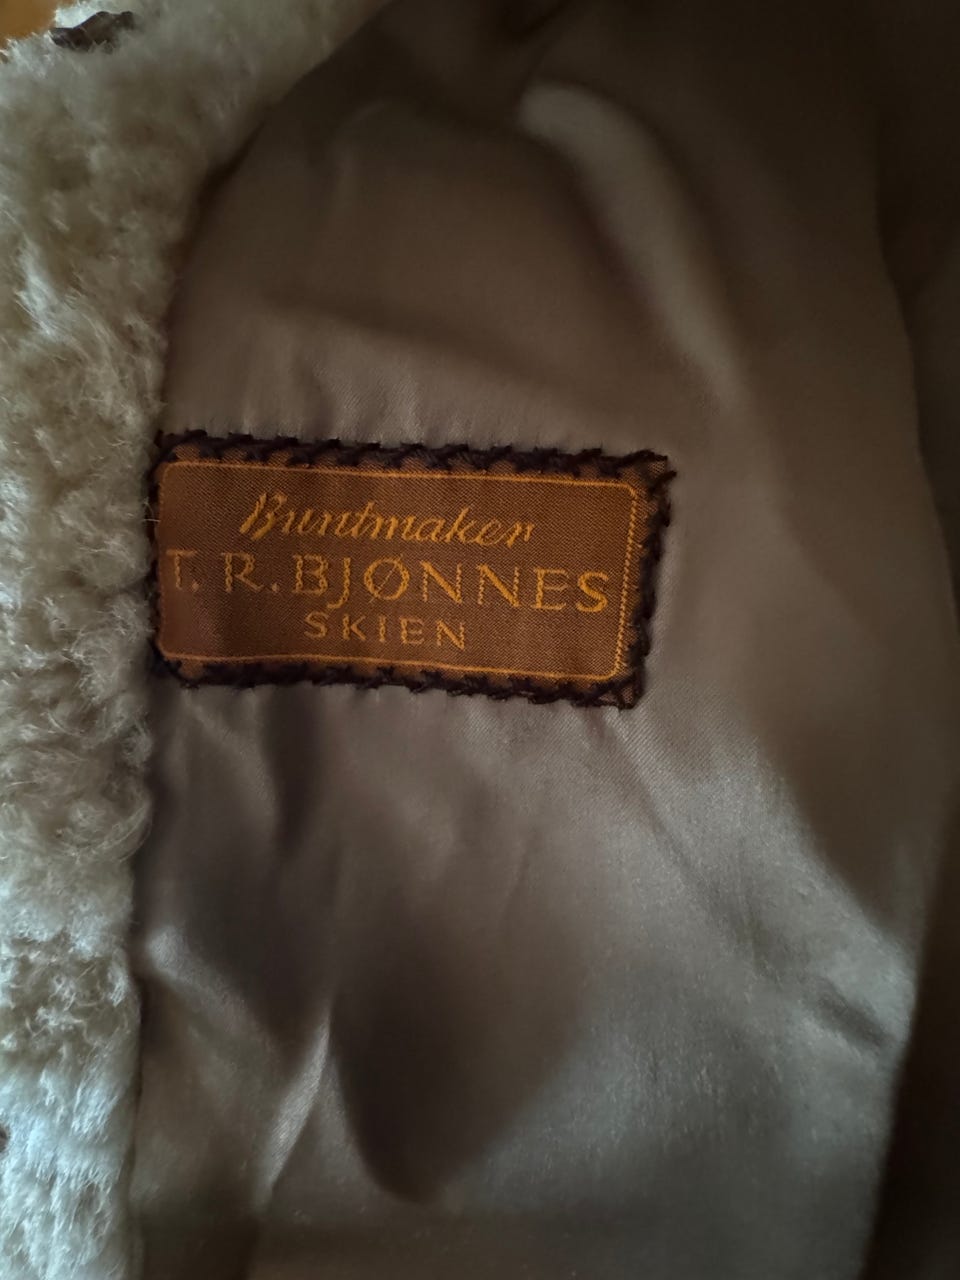 Buntmaker
T. R. BJØNNES
SKIEN